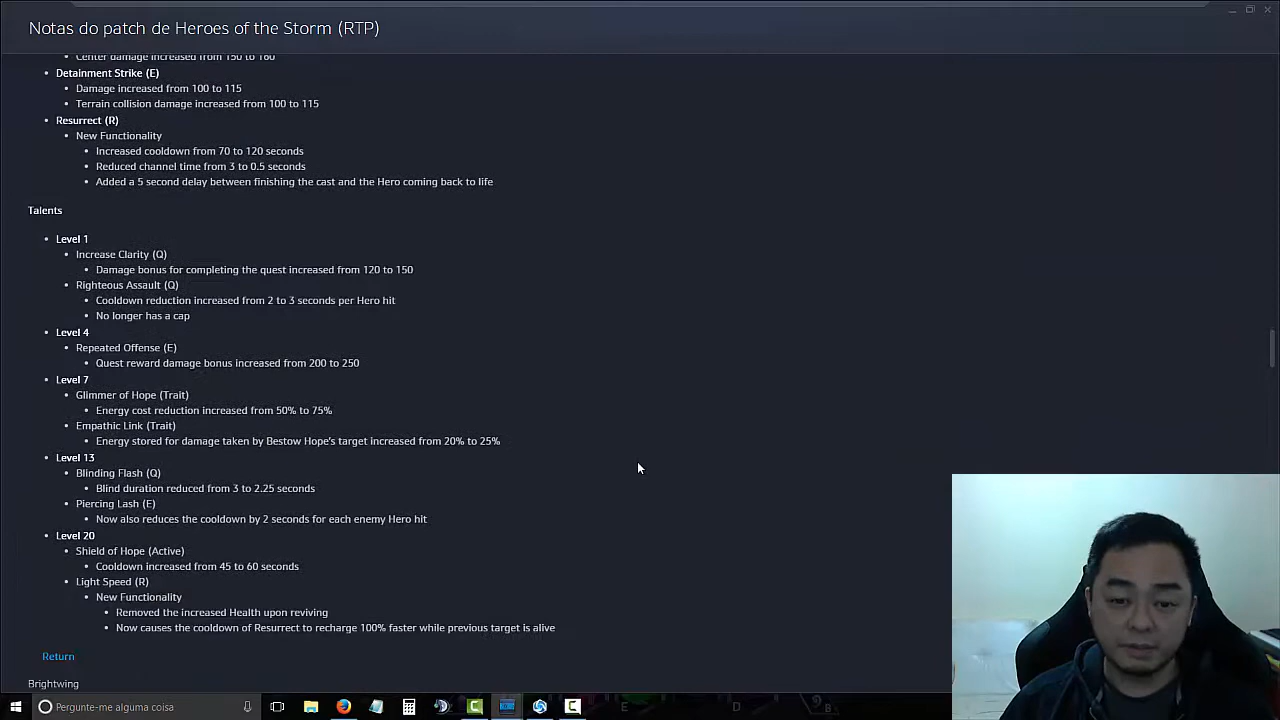 Notas do patch de Heroes of the Storm (RTP)
Center damage increased from 150 to 160
Detainment Strike (E)
Damage increased from 100 to 115
Terrain collision damage increased from 100 to 115
Resurrect (R)
New Functionality
Increased cooldown from 70 to 120 seconds
Reduced channel time from 3 to 0.5 seconds
Added a 5 second delay between finishing the cast and the Hero coming back to life
Talents
Level 1
Increase Clarity (Q)
Damage bonus for completing the quest increased from 120 to 150
Righteous Assault (Q)
Cooldown reduction increased from 2 to 3 seconds per Hero hit
No longer has a cap
Level 4
Repeated Offense (E)
Quest reward damage bonus increased from 200 to 250
Level 7
Glimmer of Hope (Trait)
Energy cost reduction increased from 50% to 75%
Empathic Link (Trait)
Energy stored for damage taken by Bestow Hope's target increased from 20% to 25%
Level 13
Blinding Flash (Q)
Blind duration reduced from 3 to 2.25 seconds
Piercing Lash (E)
Now also reduces the cooldown by 2 seconds for each enemy Hero hit
Level 20
Shield of Hope (Active)
Cooldown increased from 45 to 60 seconds
Light Speed (R)
New Functionality
Removed the increased Health upon reviving
Now causes the cooldown of Resurrect to recharge 100% faster while previous target is alive
Return
Brightwing
Pergunte-me alguma coisa
E D B